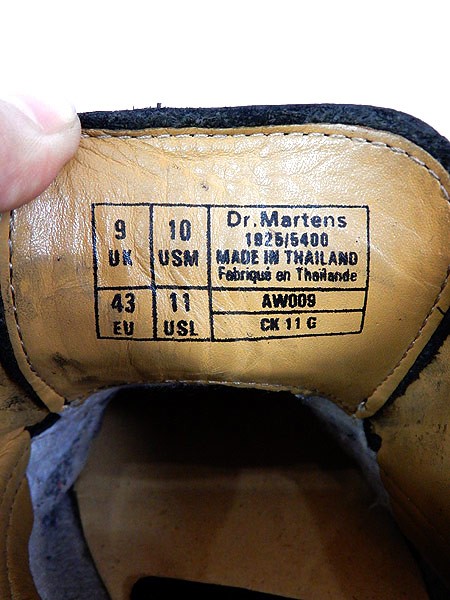 9
UK
10
USM
43
EU
11
USL
Dr.Martens
1925/5400
MADE IN THAILAND
Fabriqué en Thaïlande
AW009
CK 11 G